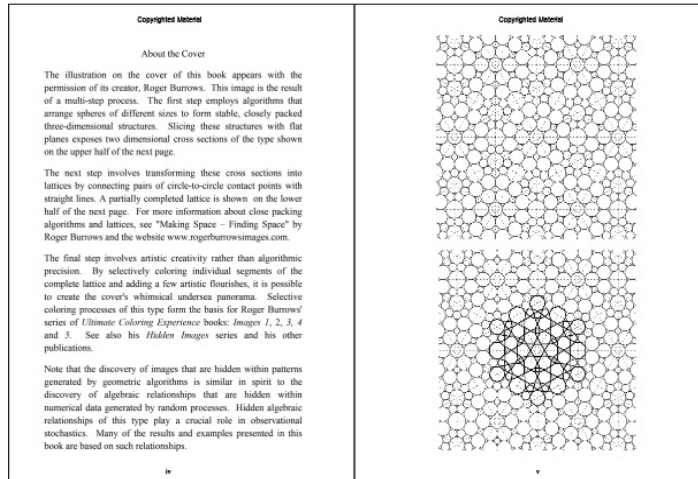 Copyrighted Material
About the Cover
The illustration on the cover of this book appears with the
permission of its creator, Roger Burrows. This image is the result
of a multi-step process. The first step employs algorithms that
arrange spheres of different sizes to form stable, closely packed
three-dimensional structures. Slicing these structures with flat
planes exposes two dimensional cross sections of the type shown
on the upper half of the next page.
The next step involves transforming these cross sections into
lattices by connecting pairs of circle-to-circle contact points with
straight lines. A partially completed lattice is shown on the lower
half of the next page. For more information about close packing
algorithms and lattices, see "Making Space – Finding Space" by
Roger Burrows and the website www.rogerburrowsimages.com.
The final step involves artistic creativity rather than algorithmic
precision. By selectively coloring individual segments of the
complete lattice and adding a few artistic flourishes, it is possible
to create the cover's whimsical undersea panorama. Selective
coloring processes of this type form the basis for Roger Burrows'
series of Ultimate Coloring Experience books: Images 1, 2, 3, 4
and 5. See also his Hidden Images series and his other
publications.
Note that the discovery of images that are hidden within patterns
generated by geometric algorithms is similar in spirit to the
discovery of algebraic relationships that are hidden within
numerical data generated by random processes. Hidden algebraic
relationships of this type play a crucial role in observational
stochastics. Many of the results and examples presented in this
book are based on such relationships.
iv
Copyrighted Material
v